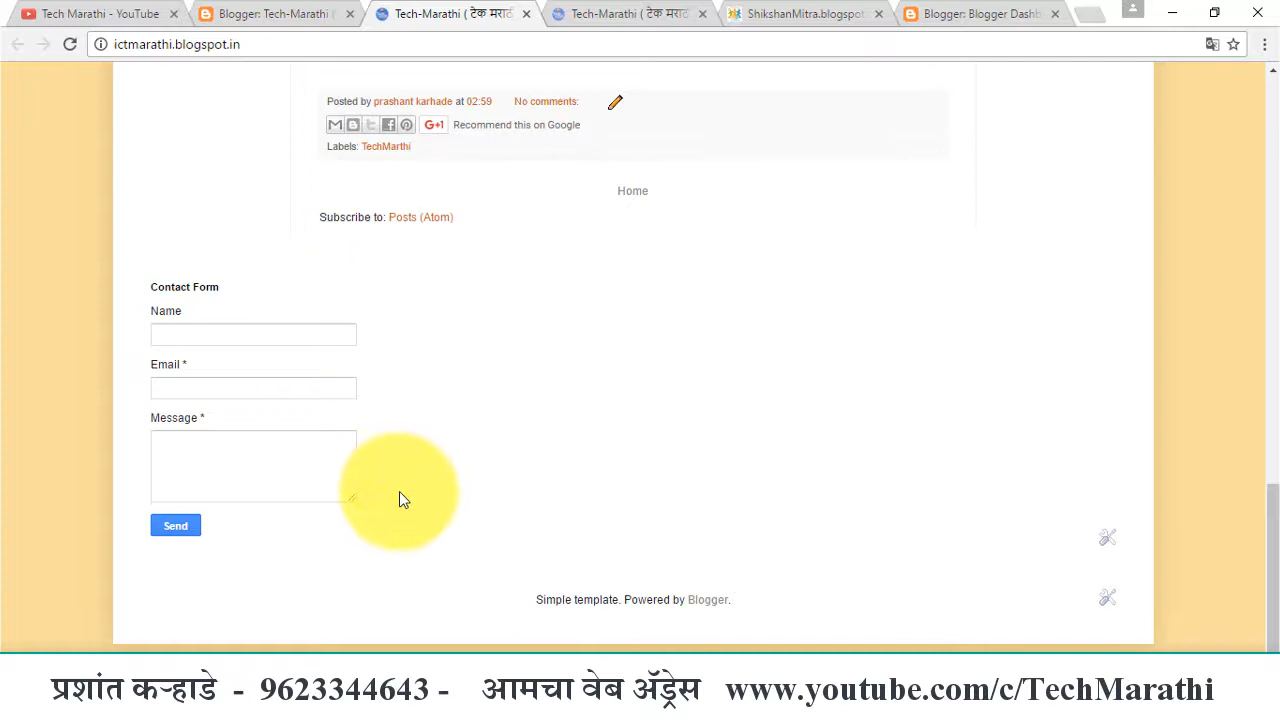 Tech Marathi - YouTube
Blogger: Tech-Marathi (
Tech-Marathi ( टेक मराठी
Tech-Marathi ( टेक मराठी
ShikshanMitra.blogspot
Blogger: Blogger Dashb
ictmarathi.blogspot.in
Posted by prashant karhade at 02:59 No comments:
G+1 Recommend this on Google
Labels: TechMarthi
Home
Subscribe to: Posts (Atom)
Contact Form
Name
Email *
Message *
Send
Simple template. Powered by Blogger.
प्रशांत कऱ्हाडे - 9623344643 - आमचा वेब ॲड्रेस www.youtube.com/c/TechMarathi